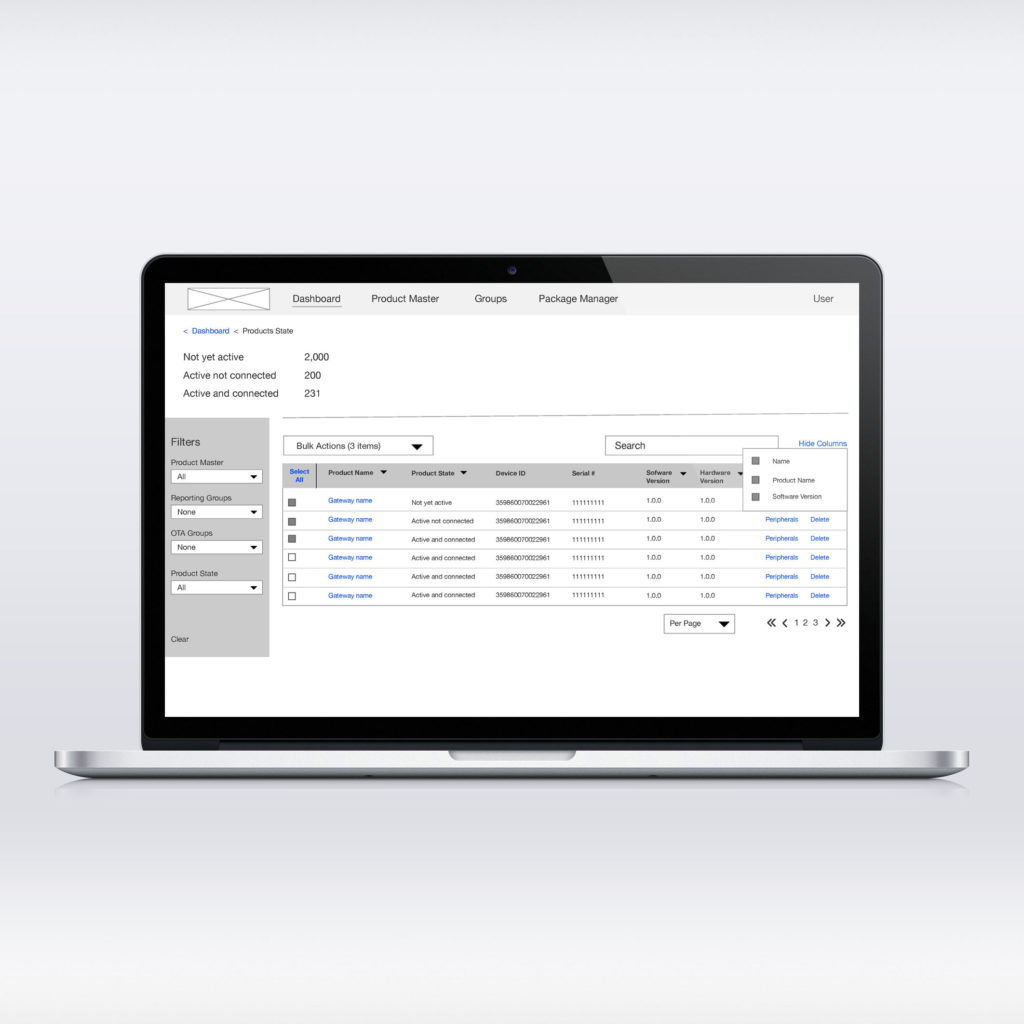 Dashboard Product Master Groups Package Manager User
< Dashboard < Products State
Not yet active 2,000
Active not connected 200
Active and connected 231
Filters
Product Master
All
Reporting Groups
None
OTA Groups
None
Product State
All
Clear
Bulk Actions (3 items) Search Hide Columns
Name
Product Name
Software Version
Select All Product Name Product State Device ID Serial # Sofware Version Hardware Version
Gateway name Not yet active 359860070022961 111111111 1.0.0 1.0.0
Gateway name Active not connected 359860070022961 111111111 1.0.0 1.0.0 Peripherals Delete
Gateway name Active and connected 359860070022961 111111111 1.0.0 1.0.0 Peripherals Delete
Gateway name Active and connected 359860070022961 111111111 1.0.0 1.0.0 Peripherals Delete
Gateway name Active and connected 359860070022961 111111111 1.0.0 1.0.0 Peripherals Delete
Gateway name Active and connected 359860070022961 111111111 1.0.0 1.0.0 Peripherals Delete
Per Page « < 1 2 3 > »